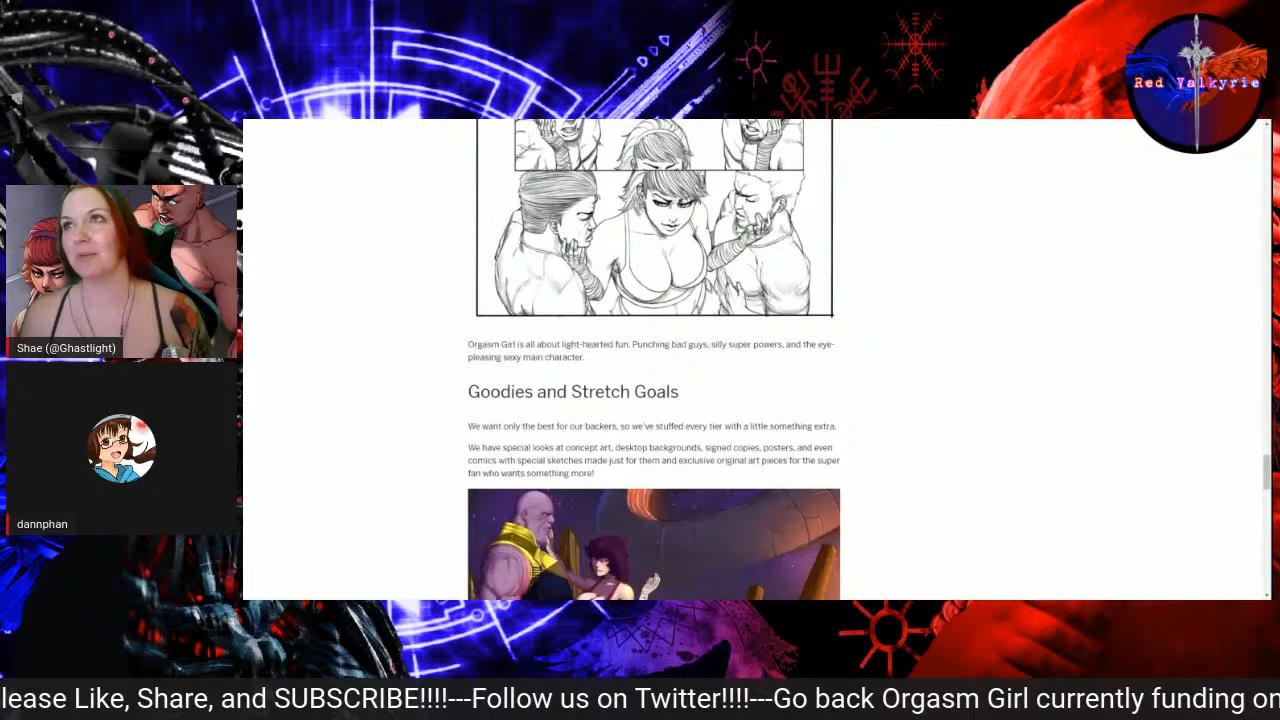 Red Valkyrie
Shae (@Ghastlight)
dannphan
Orgasm Girl is all about light-hearted fun. Punching bad guys, silly super powers, and the eye-
pleasing sexy main character.
Goodies and Stretch Goals
We want only the best for our backers, so we've stuffed every tier with a little something extra.
We have special looks at concept art, desktop backgrounds, signed copies, posters, and even
comics with special sketches made just for them and exclusive original art pieces for the super
fan who wants something more!
lease Like, Share, and SUBSCRIBE!!!!---Follow us on Twitter!!!!---Go back Orgasm Girl currently funding on